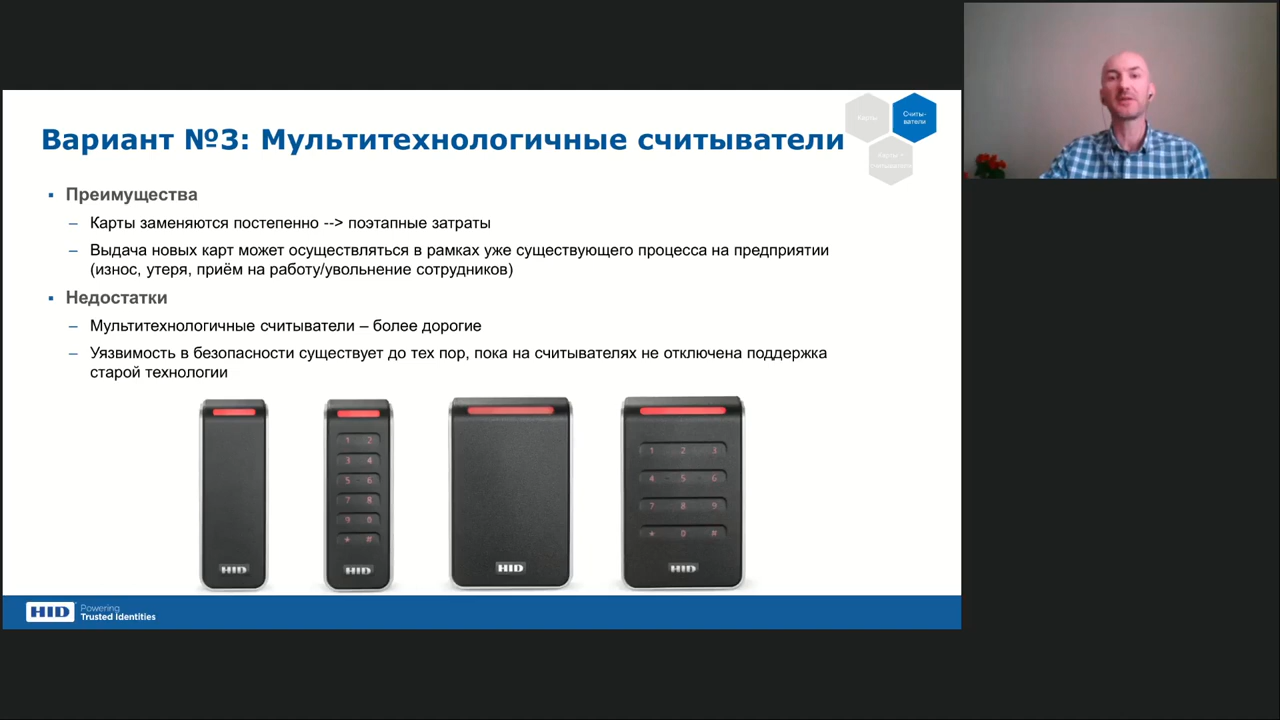 Вариант №3: Мультитехнологичные считыватели
Карты
Считы-
ватели
Карты +
считыватели
▪ Преимущества
– Карты заменяются постепенно --> поэтапные затраты
– Выдача новых карт может осуществляться в рамках уже существующего процесса на предприятии
(износ, утеря, приём на работу/увольнение сотрудников)
▪ Недостатки
– Мультитехнологичные считыватели – более дорогие
– Уязвимость в безопасности существует до тех пор, пока на считывателях не отключена поддержка
старой технологии
1 2
3 4
5 6
7 8
9 0
* #
1 2 3
4 5 6
7 8 9
* 0 #
HID
HID
HID
HID
HID
Powering
Trusted Identities